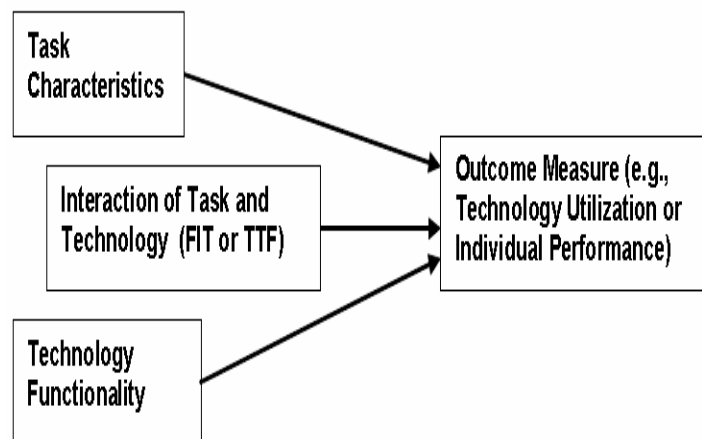 Task
Characteristics
Interaction of Task and
Technology (FIT or TTF)
Outcome Measure (e.g.,
Technology Utilization or
Individual Performance)
Technology
Functionality